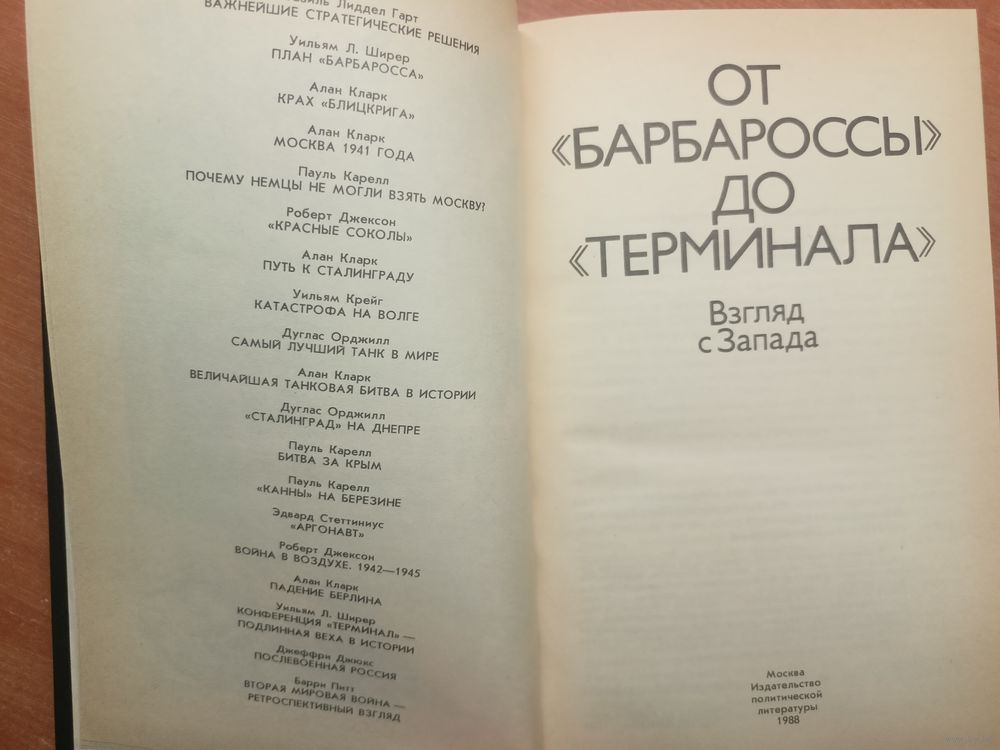 Лиддел Гарт
ВАЖНЕЙШИЕ СТРАТЕГИЧЕСКИЕ РЕШЕНИЯ
Уильям Л. Ширер
ПЛАН «БАРБАРОССА»
Алан Кларк
КРАХ «БЛИЦКРИГА»
Алан Кларк
МОСКВА 1941 ГОДА
Пауль Карелл
ПОЧЕМУ НЕМЦЫ НЕ МОГЛИ ВЗЯТЬ МОСКВУ?
Роберт Джексон
«КРАСНЫЕ СОКОЛЫ»
Алан Кларк
ПУТЬ К СТАЛИНГРАДУ
Уильям Крейг
КАТАСТРОФА НА ВОЛГЕ
Дуглас Орджилл
САМЫЙ ЛУЧШИЙ ТАНК В МИРЕ
Алан Кларк
ВЕЛИЧАЙШАЯ ТАНКОВАЯ БИТВА В ИСТОРИИ
Дуглас Орджилл
«СТАЛИНГРАД» НА ДНЕПРЕ
Пауль Карелл
БИТВА ЗА КРЫМ
Пауль Карелл
«КАННЫ» НА БЕРЕЗИНЕ
Эдвард Стеттиниус
«АРГОНАВТ»
Роберт Джексон
ВОЙНА В ВОЗДУХЕ. 1942—1945
Алан Кларк
ПАДЕНИЕ БЕРЛИНА
Уильям Л. Ширер
КОНФЕРЕНЦИЯ «ТЕРМИНАЛ» —
ПОДЛИННАЯ ВЕХА В ИСТОРИИ
Джеффри Джюкс
ПОСЛЕВОЕННАЯ РОССИЯ
Барри Питт
ВТОРАЯ МИРОВАЯ ВОЙНА —
РЕТРОСПЕКТИВНЫЙ ВЗГЛЯД
ОТ
«БАРБАРОССЫ»
ДО
«ТЕРМИНАЛА»
Взгляд
с Запада
Москва
Издательство
политической
литературы
1988